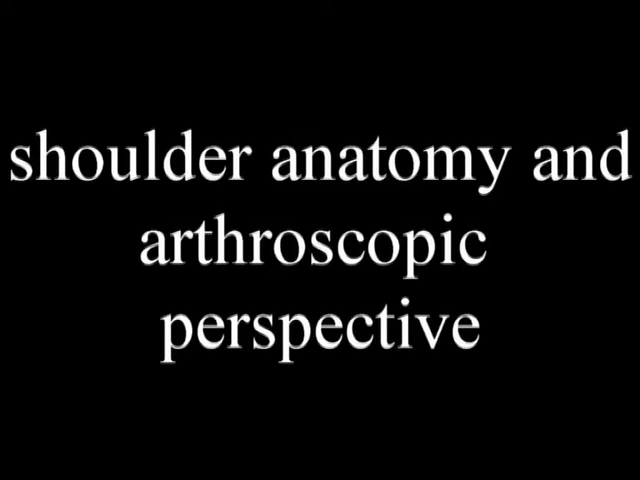 shoulder anatomy and
arthroscopic
perspective